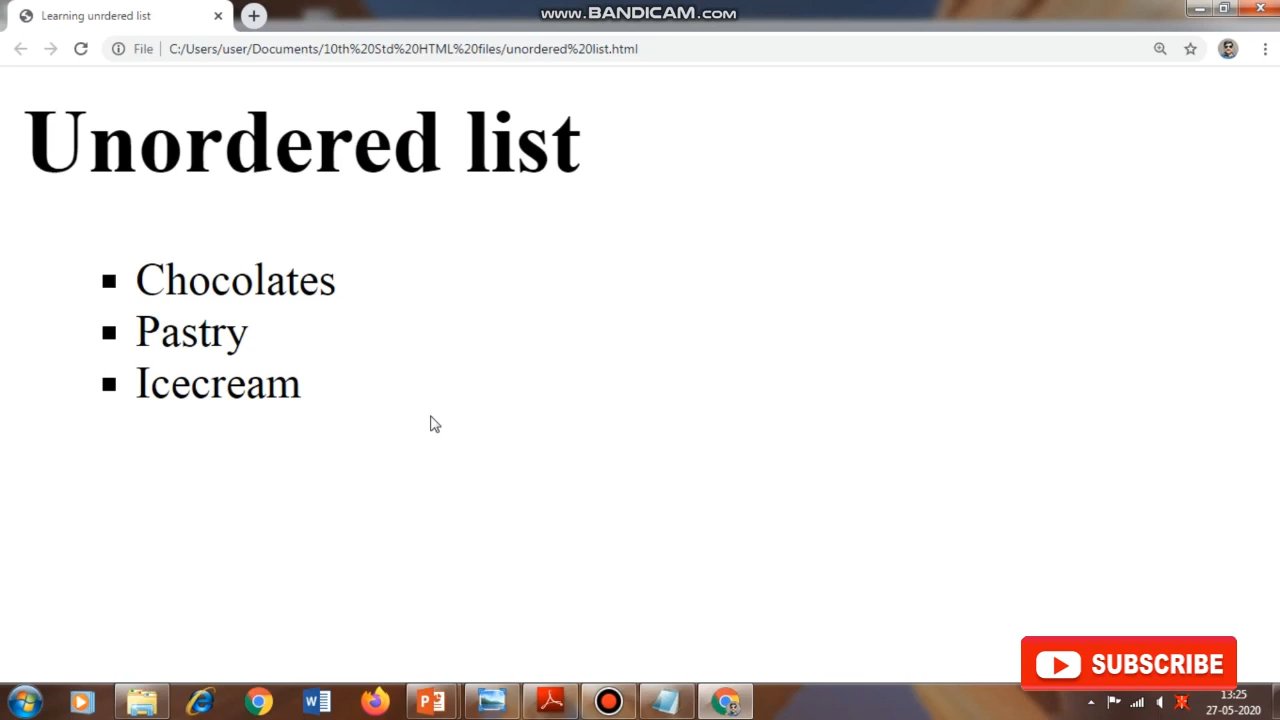 Learning unrdered list
www.BANDICAM.com
File
C:/Users/user/Documents/10th%20Std%20HTML%20files/unordered%20list.html
Unordered list
Chocolates
Pastry
Icecream
SUBSCRIBE
13:25
27-05-2020